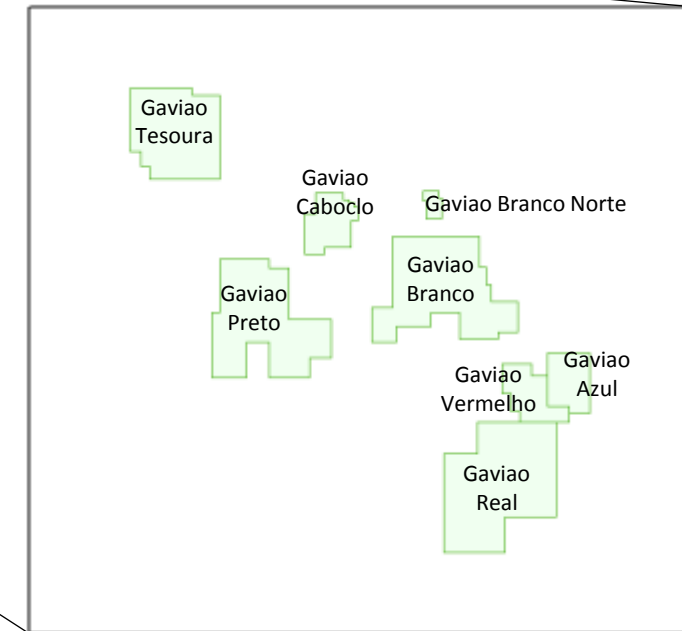 Gaviao
Tesoura
Gaviao
Caboclo
Gaviao Branco Norte
Gaviao
Branco
Gaviao
Preto
Gaviao
Azul
Gaviao
Vermelho
Gaviao
Real